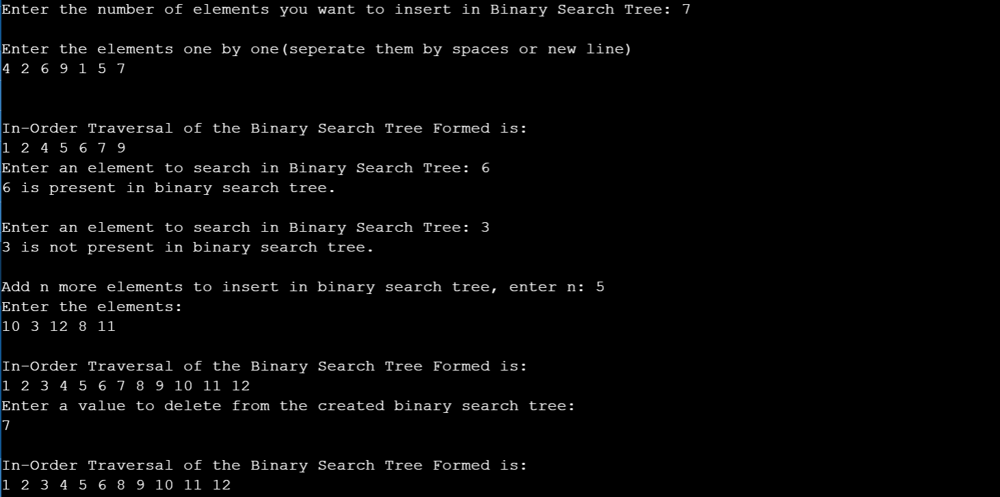 Enter the number of elements you want to insert in Binary Search Tree: 7
Enter the elements one by one(seperate them by spaces or new line)
4 2 6 9 1 5 7
In-Order Traversal of the Binary Search Tree Formed is:
1 2 4 5 6 7 9
Enter an element to search in Binary Search Tree: 6
6 is present in binary search tree.
Enter an element to search in Binary Search Tree: 3
3 is not present in binary search tree.
Add n more elements to insert in binary search tree, enter n: 5
Enter the elements:
10 3 12 8 11
In-Order Traversal of the Binary Search Tree Formed is:
1 2 3 4 5 6 7 8 9 10 11 12
Enter a value to delete from the created binary search tree:
7
In-Order Traversal of the Binary Search Tree Formed is:
1 2 3 4 5 6 8 9 10 11 12